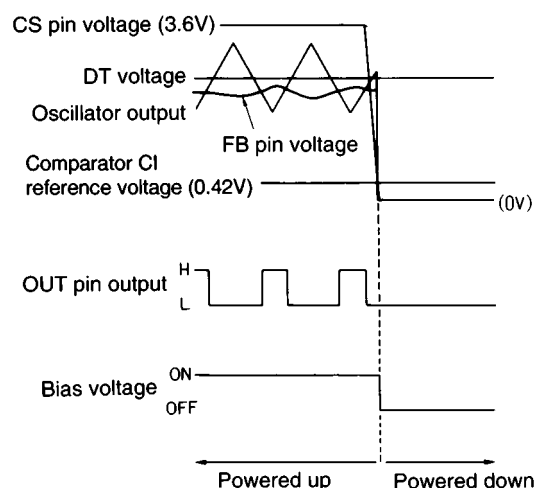 CS pin voltage (3.6V)
DT voltage
Oscillator output
FB pin voltage
Comparator CI
reference voltage (0.42V)
(0V)
H
OUT pin output
L
ON
Bias voltage
OFF
Powered up
Powered down